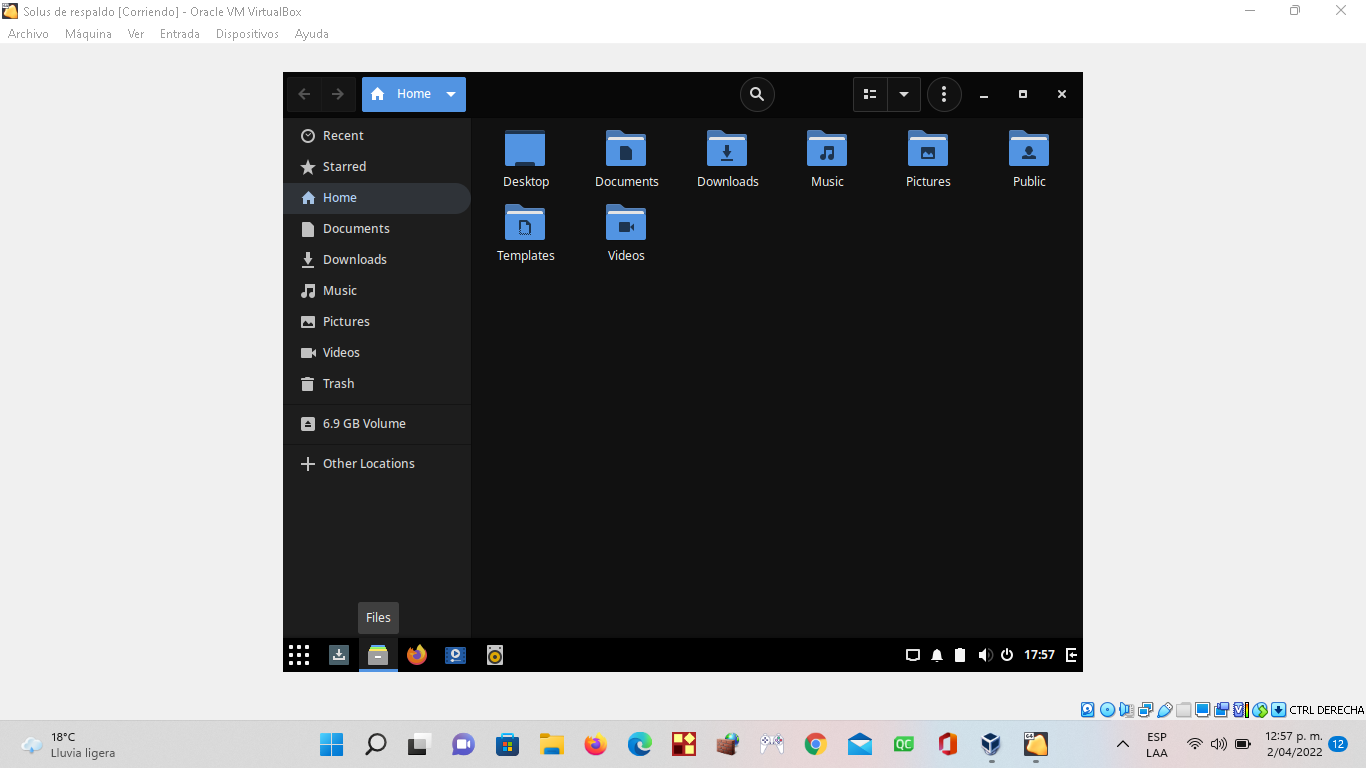 Solus de respaldo [Corriendo] - Oracle VM VirtualBox
Archivo Máquina Ver Entrada Dispositivos Ayuda
Home
Recent
Starred
Home
Documents
Downloads
Music
Pictures
Videos
Trash
6.9 GB Volume
Other Locations
Desktop Documents Downloads Music Pictures Public
Templates Videos
Files
17:57
CTRL DERECHA
18°C
Lluvia ligera
QC
ESP
LAA
12:57 p. m.
2/04/2022
12